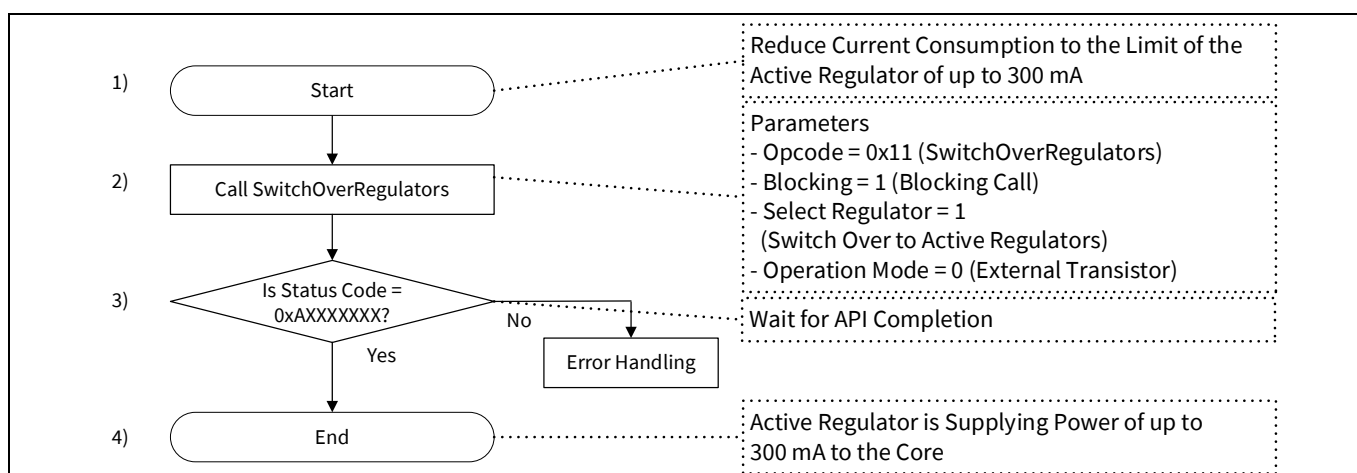 1)
Start
Reduce Current Consumption to the Limit of the
Active Regulator of up to 300 mA
2)
Call SwitchOverRegulators
Parameters
- Opcode = 0x11 (SwitchOverRegulators)
- Blocking = 1 (Blocking Call)
- Select Regulator = 1
(Switch Over to Active Regulators)
- Operation Mode = 0 (External Transistor)
3)
Is Status Code =
0xAXXXXXXX?
No
Yes
Wait for API Completion
Error Handling
4)
End
Active Regulator is Supplying Power of up to
300 mA to the Core